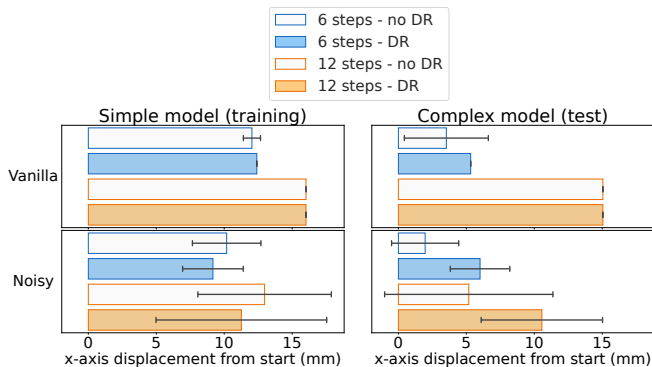 6 steps - no DR
6 steps - DR
12 steps - no DR
12 steps - DR
Simple model (training)
Complex model (test)
Vanilla
Noisy
0 5 10 15
0 5 10 15
x-axis displacement from start (mm)
x-axis displacement from start (mm)